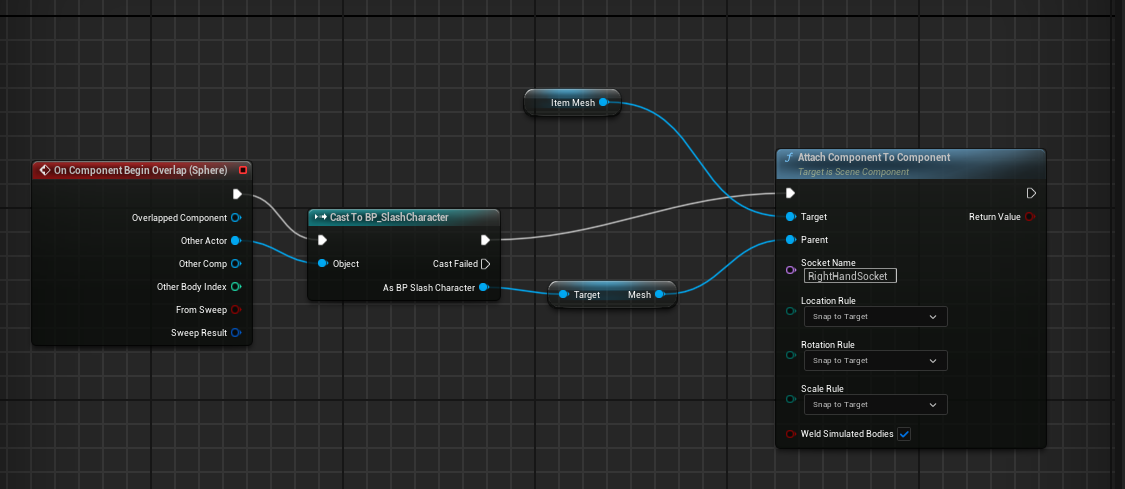 Item Mesh
On Component Begin Overlap (Sphere)
Overlapped Component
Other Actor
Other Comp
Other Body Index
From Sweep
Sweep Result
Cast To BP_SlashCharacter
Object
Cast Failed
As BP Slash Character
Target Mesh
Attach Component To Component
Target is Scene Component
Target Return Value
Parent
Socket Name
RightHandSocket
Location Rule
Snap to Target
Rotation Rule
Snap to Target
Scale Rule
Snap to Target
Weld Simulated Bodies